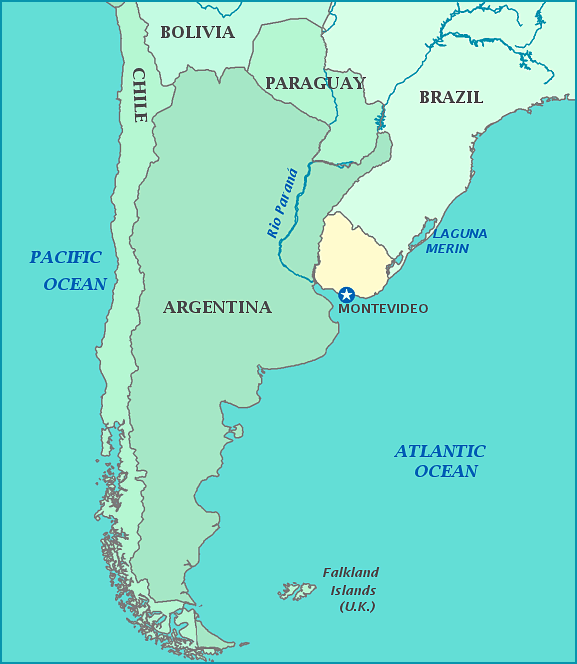 BOLIVIA
CHILE
PARAGUAY
BRAZIL
Rio Paraná
LAGUNA
MERIN
PACIFIC
OCEAN
ARGENTINA
MONTEVIDEO
ATLANTIC
OCEAN
Falkland
Islands
(U.K.)